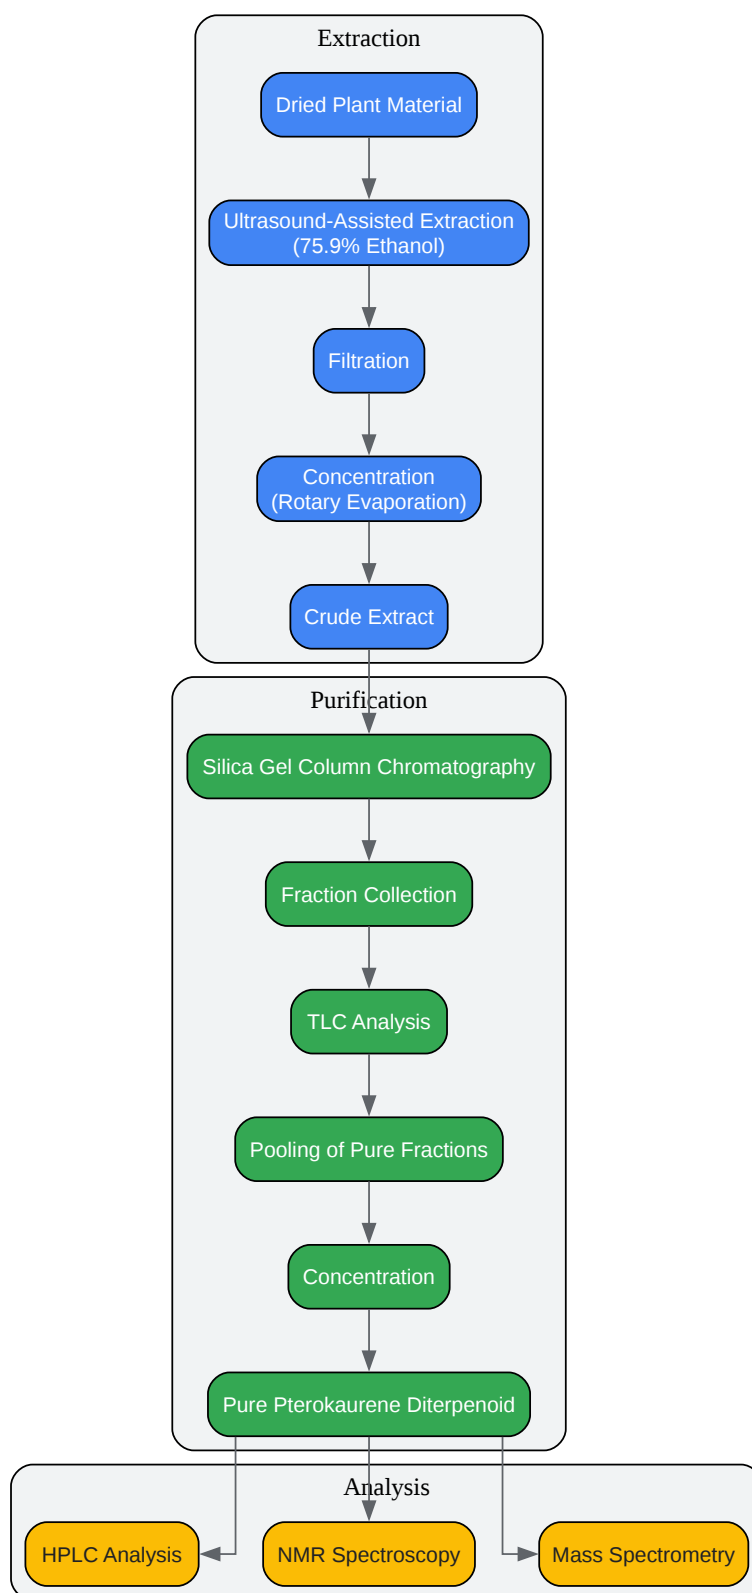 Extraction
Dried Plant Material
Ultrasound-Assisted Extraction
(75.9% Ethanol)
Filtration
Concentration
(Rotary Evaporation)
Crude Extract
Purification
Silica Gel Column Chromatography
Fraction Collection
TLC Analysis
Pooling of Pure Fractions
Concentration
Pure Pterokaurene Diterpenoid
Analysis
HPLC Analysis
NMR Spectroscopy
Mass Spectrometry